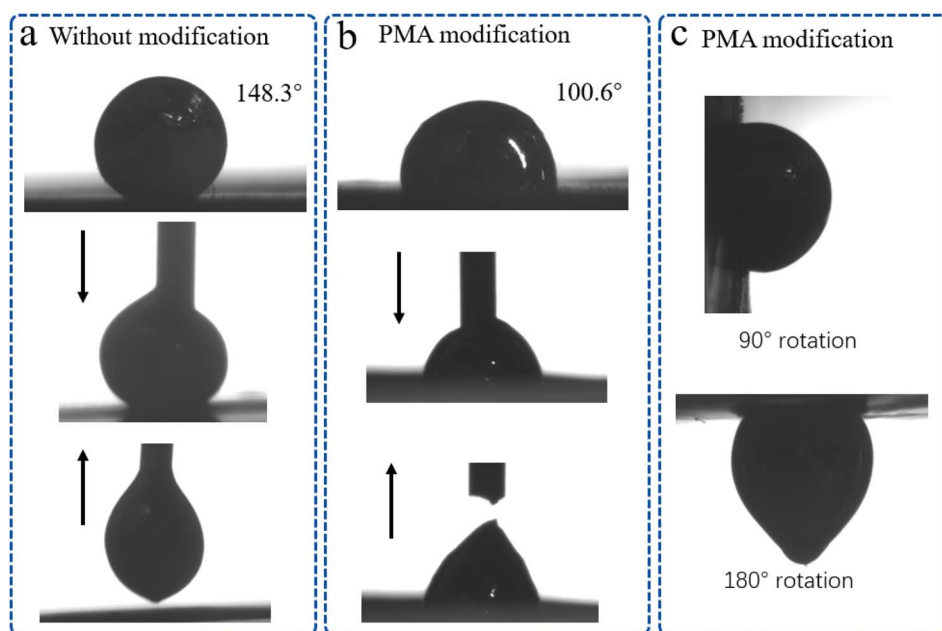 a Without modification
148.3°
b PMA modification
100.6°
c PMA modification
90° rotation
180° rotation